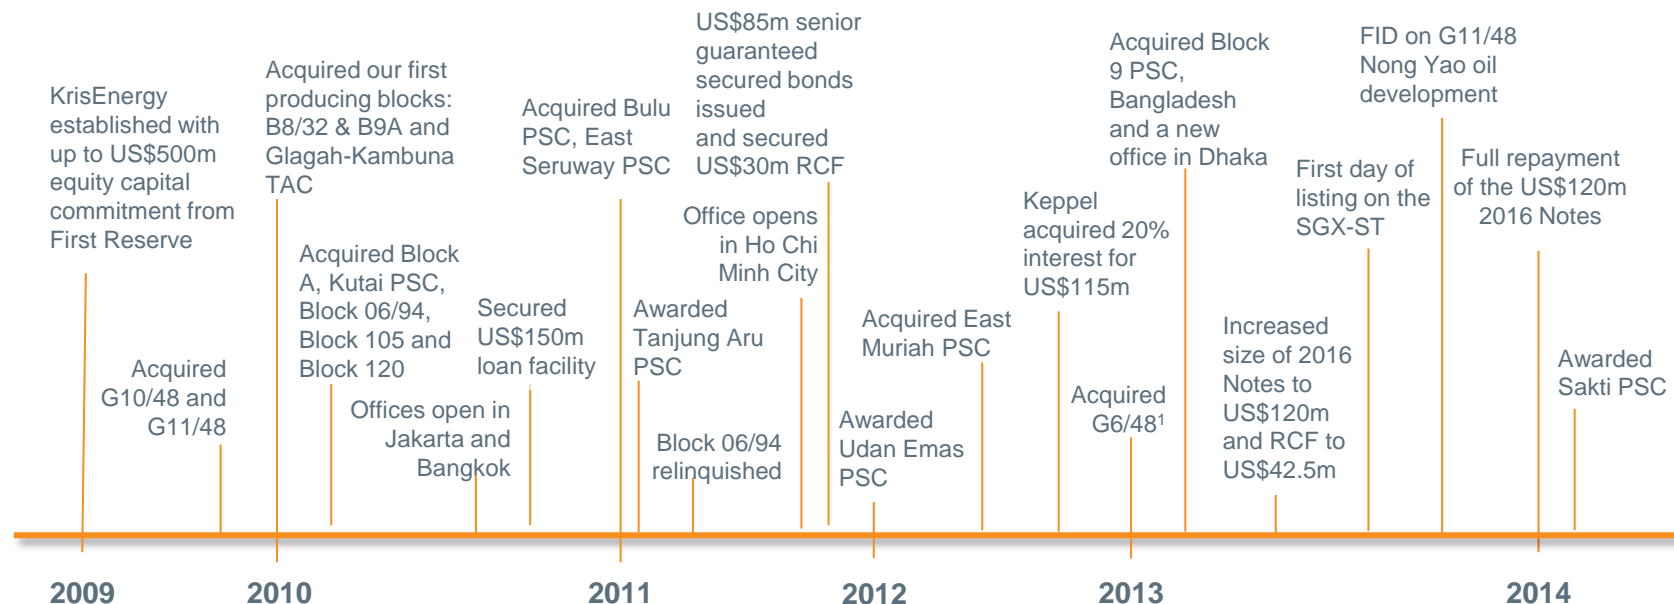 KrisEnergy
established with
up to US$500m
equity capital
commitment from
First Reserve
Acquired
G10/48 and
G11/48
Acquired our first
producing blocks:
B8/32 & B9A and
Glagah-Kambuna
TAC
Acquired Block
A, Kutai PSC,
Block 06/94,
Block 105 and
Block 120
Offices open in
Jakarta and
Bangkok
Secured
US$150m
loan facility
Acquired Bulu
PSC, East
Seruway PSC
Awarded
Tanjung Aru
PSC
Block 06/94
relinquished
Office opens
in Ho Chi
Minh City
US$85m senior
guaranteed
secured bonds
issued
and secured
US$30m RCF
Awarded
Udan Emas
PSC
Acquired East
Muriah PSC
Keppel
acquired 20%
interest for
US$115m
Acquired
G6/48¹
Acquired Block
9 PSC,
Bangladesh
and a new
office in Dhaka
Increased
size of 2016
Notes to
US$120m
and RCF to
US$42.5m
First day of
listing on the
SGX-ST
FID on G11/48
Nong Yao oil
development
Full repayment
of the US$120m
2016 Notes
Awarded
Sakti PSC
2009
2010
2011
2012
2013
2014